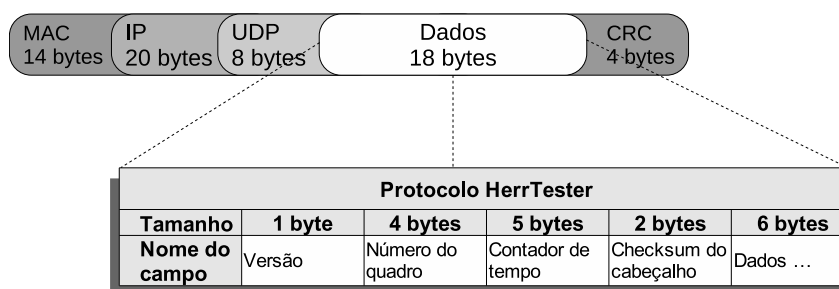 MAC IP UDP Dados CRC
14 bytes 20 bytes 8 bytes 18 bytes 4 bytes
Protocolo HerrTester
Tamanho 1 byte 4 bytes 5 bytes 2 bytes 6 bytes
Nome do campo Versão Número do quadro Contador de tempo Checksum do cabeçalho Dados ...